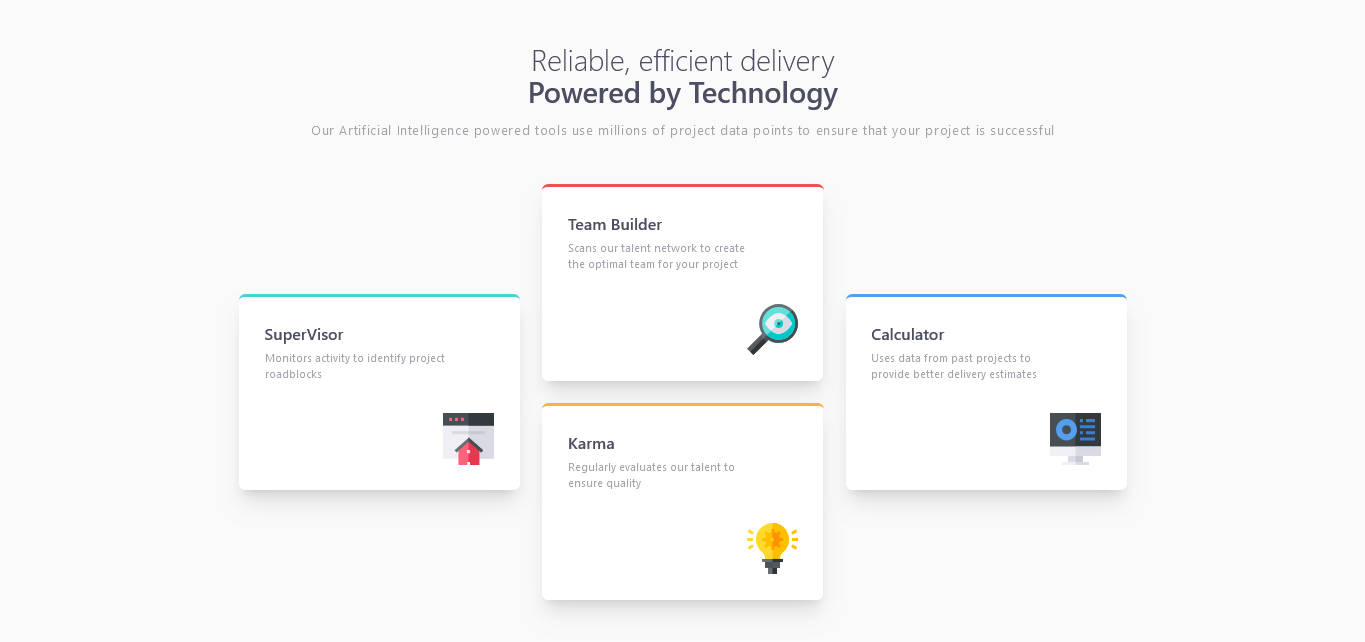 Reliable, efficient delivery
Powered by Technology
Our Artificial Intelligence powered tools use millions of project data points to ensure that your project is successful
Team Builder
Scans our talent network to create
the optimal team for your project
SuperVisor
Monitors activity to identify project
roadblocks
Calculator
Uses data from past projects to
provide better delivery estimates
Karma
Regularly evaluates our talent to
ensure quality